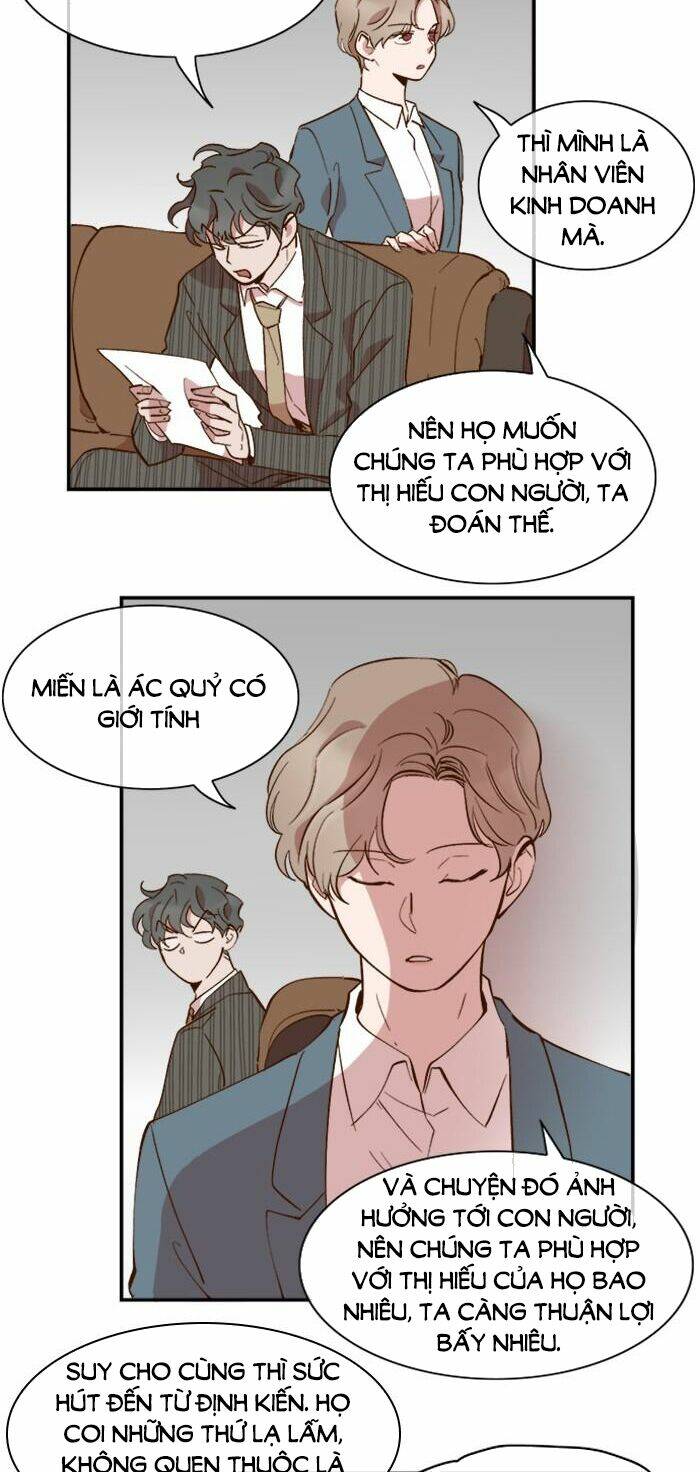 THÌ MÌNH LÀ
NHÂN VIÊN
KINH DOANH
MÀ.
NÊN HỌ MUỐN
CHÚNG TA PHÙ HỢP VỚI
THỊ HIẾU CON NGƯỜI, TA
ĐOÁN THẾ.
MIỄN LÀ ÁC QUỶ CÓ
GIỚI TÍNH
VÀ CHUYỆN ĐÓ ẢNH
HƯỞNG TỚI CON NGƯỜI,
NÊN CHÚNG TA PHÙ HỢP
VỚI THỊ HIẾU CỦA HỌ BAO
NHIÊU, TA CÀNG THUẬN LỢI
BẤY NHIÊU.
SUY CHO CÙNG THÌ SỨC
HÚT ĐẾN TỪ ĐỊNH KIẾN. HỌ
COI NHỮNG THỨ LẠ LẪM,
KHÔNG QUEN THUỘC LÀ